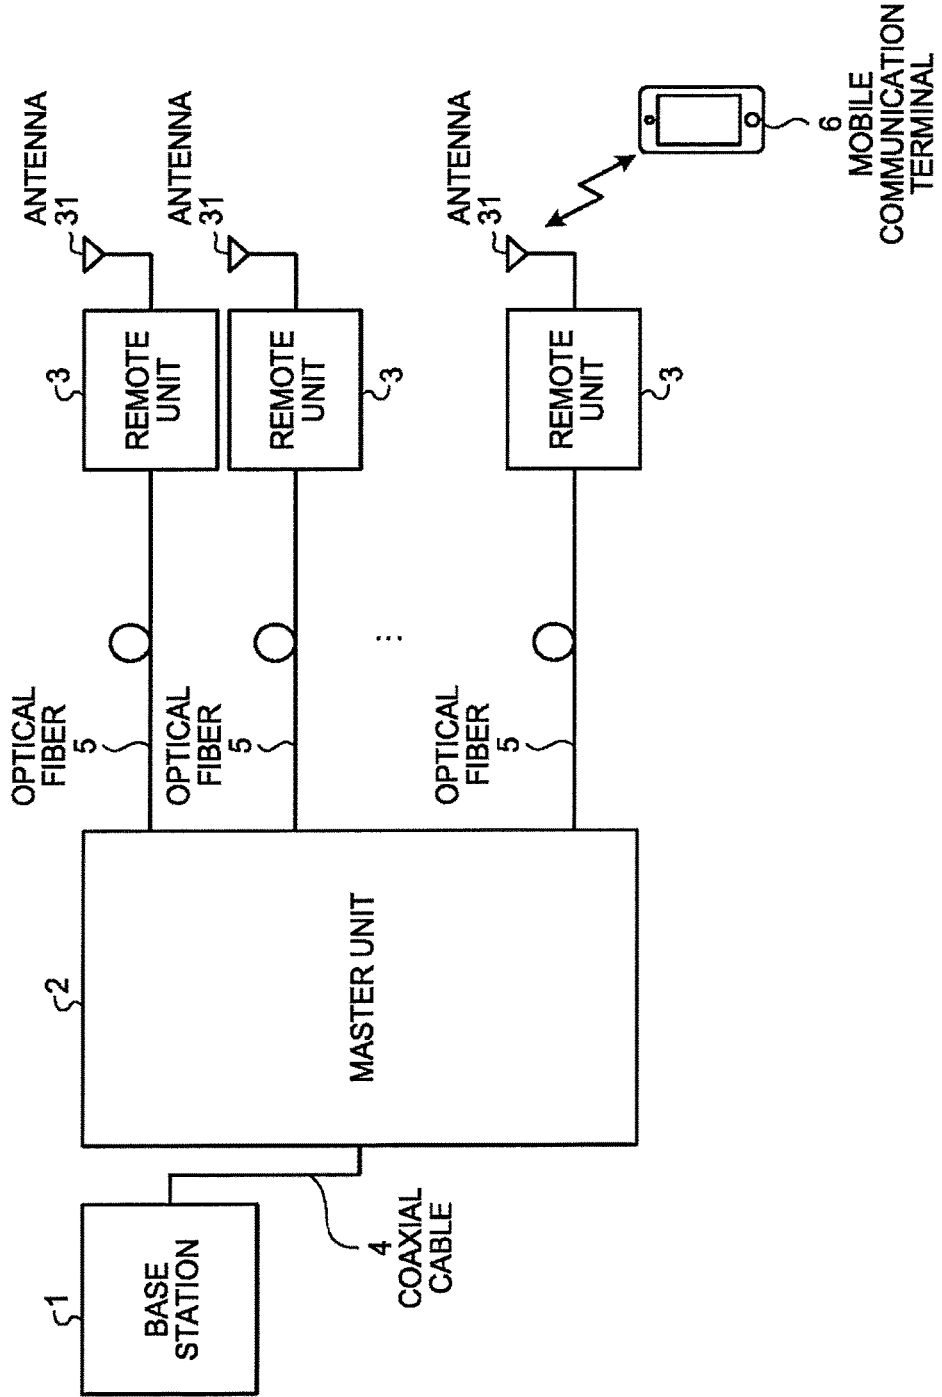 1
BASE
STATION
4
COAXIAL
CABLE
2
MASTER UNIT
OPTICAL
FIBER
5
OPTICAL
FIBER
5
...
OPTICAL
FIBER
5
3
REMOTE
UNIT
REMOTE
UNIT
3
REMOTE
UNIT
3
ANTENNA
31
ANTENNA
31
ANTENNA
31
6
MOBILE
COMMUNICATION
TERMINAL